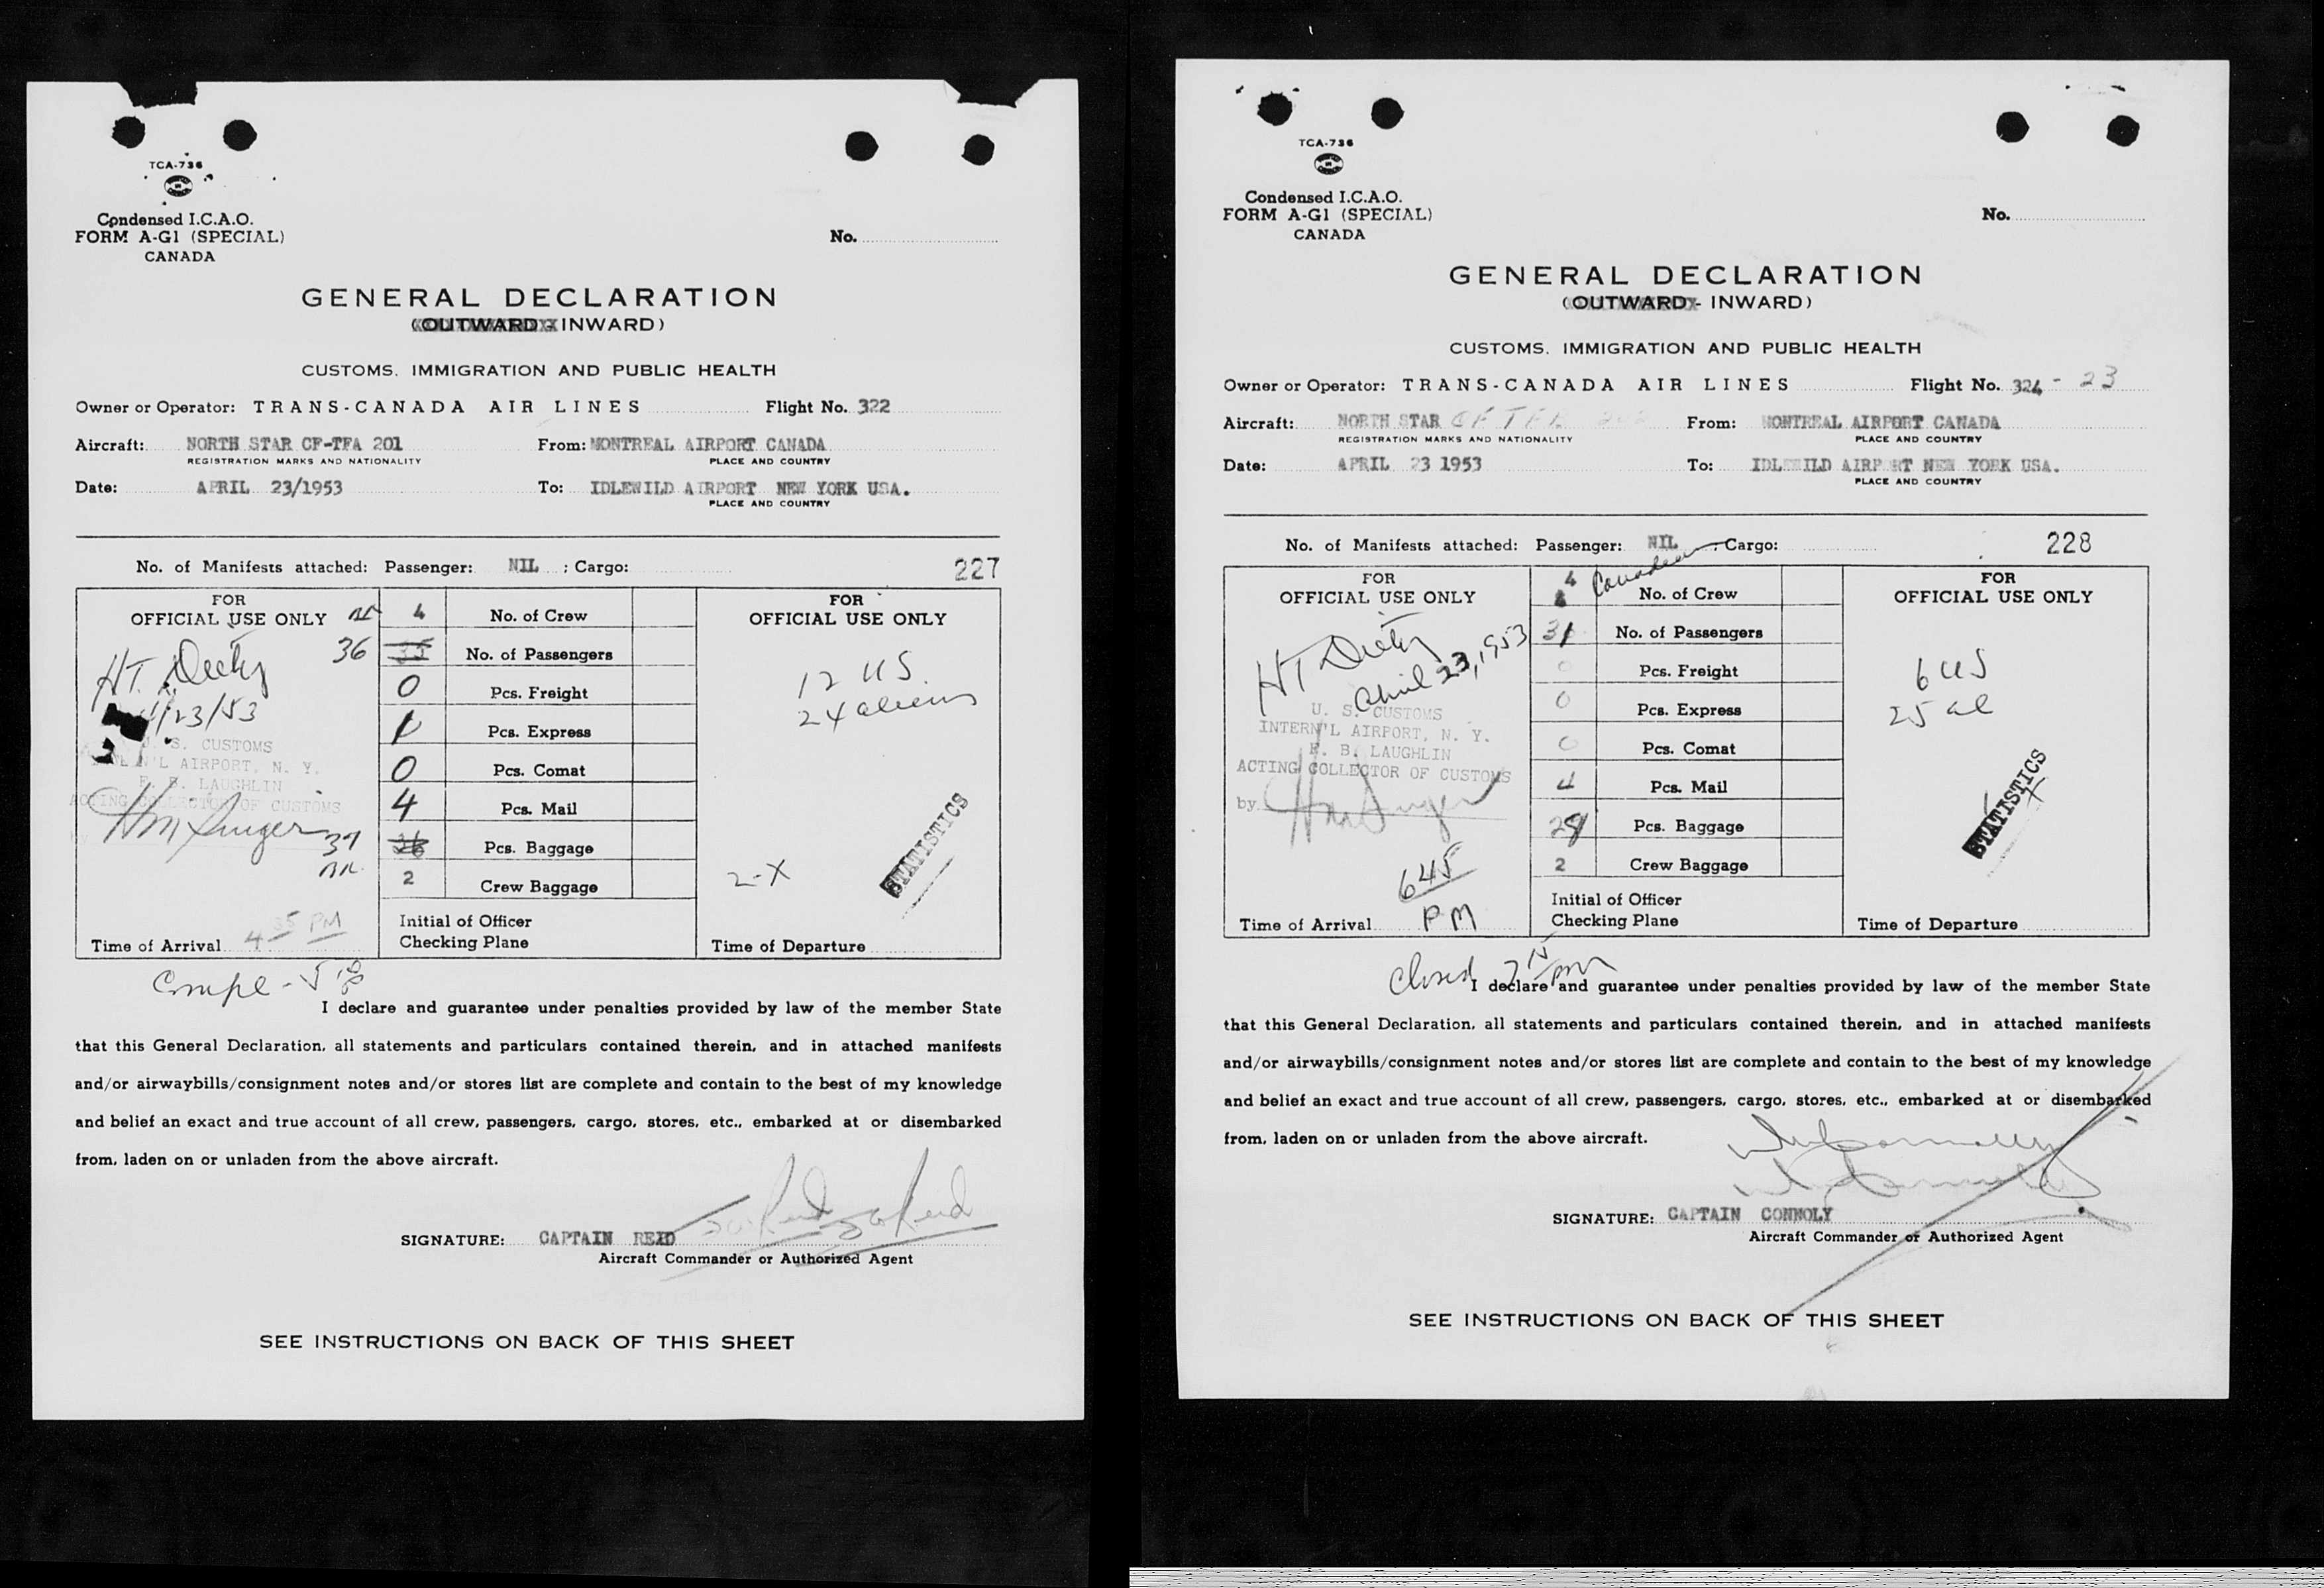 TCA-736
Condensed I.C.A.O.
FORM A-G1 (SPECIAL)
CANADA
No.
GENERAL DECLARATION
(OUTWARD - INWARD)
CUSTOMS, IMMIGRATION AND PUBLIC HEALTH
Owner or Operator: TRANS-CANADA AIR LINES Flight No. 322
Aircraft: NORTH STAR CF-TFA 201 From: MONTREAL AIRPORT CANADA
REGISTRATION MARKS AND NATIONALITY PLACE AND COUNTRY
Date: APRIL 23/1953 To: IDLEWILD AIRPORT NEW YORK USA.
PLACE AND COUNTRY
No. of Manifests attached: Passenger: NIL ; Cargo: 227
FOR
OFFICIAL USE ONLY
4 No. of Crew
36 No. of Passengers
0 Pcs. Freight
1 Pcs. Express
0 Pcs. Comat
4 Pcs. Mail
37 Pcs. Baggage
2 Crew Baggage
/23/53
U. S. CUSTOMS
INTERN'L AIRPORT, N. Y.
F. B. LAUGHLIN
ACTING COLLECTOR OF CUSTOMS
Time of Arrival 4 35 PM
Initial of Officer
Checking Plane
FOR
OFFICIAL USE ONLY
12 US.
24 aliens
2-X
STATISTICS
Time of Departure
Compl - 5:
I declare and guarantee under penalties provided by law of the member State
that this General Declaration, all statements and particulars contained therein, and in attached manifests
and/or airwaybills/consignment notes and/or stores list are complete and contain to the best of my knowledge
and belief an exact and true account of all crew, passengers, cargo, stores, etc., embarked at or disembarked
from, laden on or unladen from the above aircraft.
SIGNATURE: CAPTAIN REID
Aircraft Commander or Authorized Agent
SEE INSTRUCTIONS ON BACK OF THIS SHEET
TCA-736
Condensed I.C.A.O.
FORM A-G1 (SPECIAL)
CANADA
No.
GENERAL DECLARATION
(OUTWARD - INWARD)
CUSTOMS, IMMIGRATION AND PUBLIC HEALTH
Owner or Operator: TRANS-CANADA AIR LINES Flight No. 324 - 23
Aircraft: NORTH STAR CF TF From: MONTREAL AIRPORT CANADA
REGISTRATION MARKS AND NATIONALITY PLACE AND COUNTRY
Date: APRIL 23 1953 To: IDLEWILD AIRPORT NEW YORK USA.
PLACE AND COUNTRY
No. of Manifests attached: Passenger: NIL ; Cargo: 228
FOR
OFFICIAL USE ONLY
4 Canadian No. of Crew
31 No. of Passengers
0 Pcs. Freight
0 Pcs. Express
0 Pcs. Comat
4 Pcs. Mail
Pcs. Baggage
2 Crew Baggage
April 23, 1953
U. S. CUSTOMS
INTERN'L AIRPORT, N. Y.
F. B. LAUGHLIN
ACTING COLLECTOR OF CUSTOMS
by
645
Time of Arrival PM
Initial of Officer
Checking Plane
FOR
OFFICIAL USE ONLY
6 US
25 al
STATISTICS
Time of Departure
Closed 7 15 pm
I declare and guarantee under penalties provided by law of the member State
that this General Declaration, all statements and particulars contained therein, and in attached manifests
and/or airwaybills/consignment notes and/or stores list are complete and contain to the best of my knowledge
and belief an exact and true account of all crew, passengers, cargo, stores, etc., embarked at or disembarked
from, laden on or unladen from the above aircraft.
SIGNATURE: CAPTAIN CONNOLY
Aircraft Commander or Authorized Agent
SEE INSTRUCTIONS ON BACK OF THIS SHEET